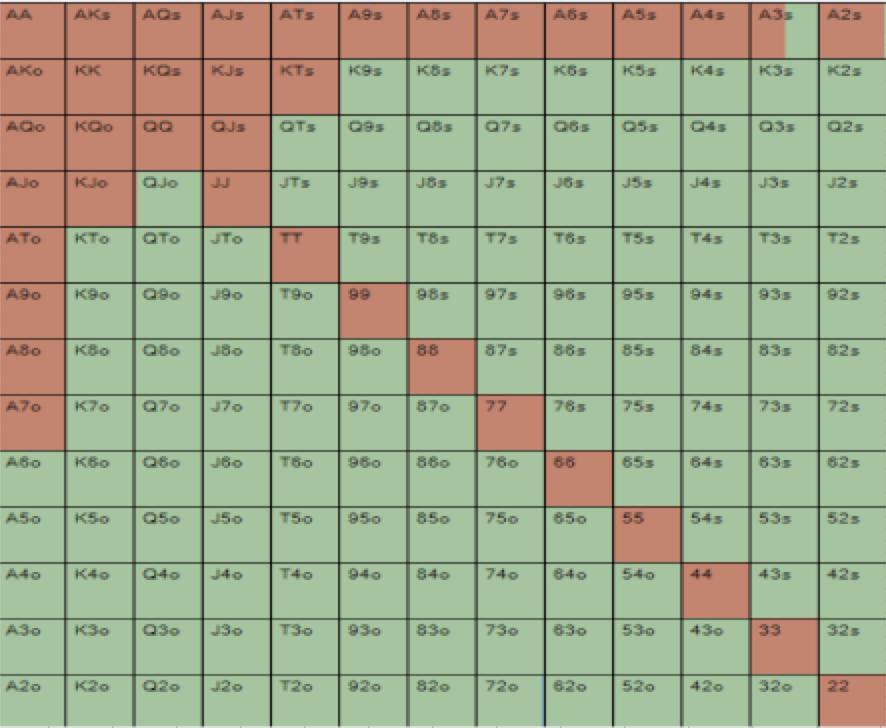 AA AKs AQs AJs ATs A9s A8s A7s A6s A5s A4s A3s A2s
AKo KK KQs KJs KTs K9s K8s K7s K6s K5s K4s K3s K2s
AQo KQo QQ QJs QTs Q9s Q8s Q7s Q6s Q5s Q4s Q3s Q2s
AJo KJo QJo JJ JTs J9s J8s J7s J6s J5s J4s J3s J2s
ATo KTo QTo JTo TT T9s T8s T7s T6s T5s T4s T3s T2s
A9o K9o Q9o J9o T9o 99 98s 97s 96s 95s 94s 93s 92s
A8o K8o Q8o J8o T8o 98o 88 87s 86s 85s 84s 83s 82s
A7o K7o Q7o J7o T7o 97o 87o 77 76s 75s 74s 73s 72s
A6o K6o Q6o J6o T6o 96o 86o 76o 66 65s 64s 63s 62s
A5o K5o Q5o J5o T5o 95o 85o 75o 65o 55 54s 53s 52s
A4o K4o Q4o J4o T4o 94o 84o 74o 64o 54o 44 43s 42s
A3o K3o Q3o J3o T3o 93o 83o 73o 63o 53o 43o 33 32s
A2o K2o Q2o J2o T2o 92o 82o 72o 62o 52o 42o 32o 22